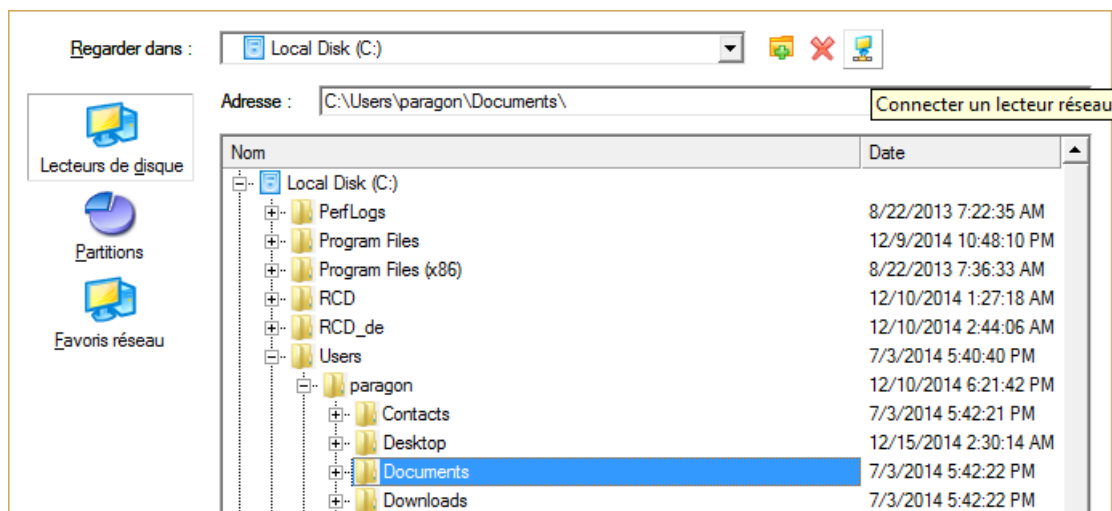 Regarder dans : Local Disk (C:)
Adresse : C:\Users\paragon\Documents\
Connecter un lecteur réseau
Lecteurs de disque
Partitions
Favoris réseau
Nom Date
Local Disk (C:)
PerfLogs 8/22/2013 7:22:35 AM
Program Files 12/9/2014 10:48:10 PM
Program Files (x86) 8/22/2013 7:36:33 AM
RCD 12/10/2014 1:27:18 AM
RCD_de 12/10/2014 2:44:06 AM
Users 7/3/2014 5:40:40 PM
paragon 12/10/2014 6:21:42 PM
Contacts 7/3/2014 5:42:21 PM
Desktop 12/15/2014 2:30:14 AM
Documents 7/3/2014 5:42:22 PM
Downloads 7/3/2014 5:42:22 PM